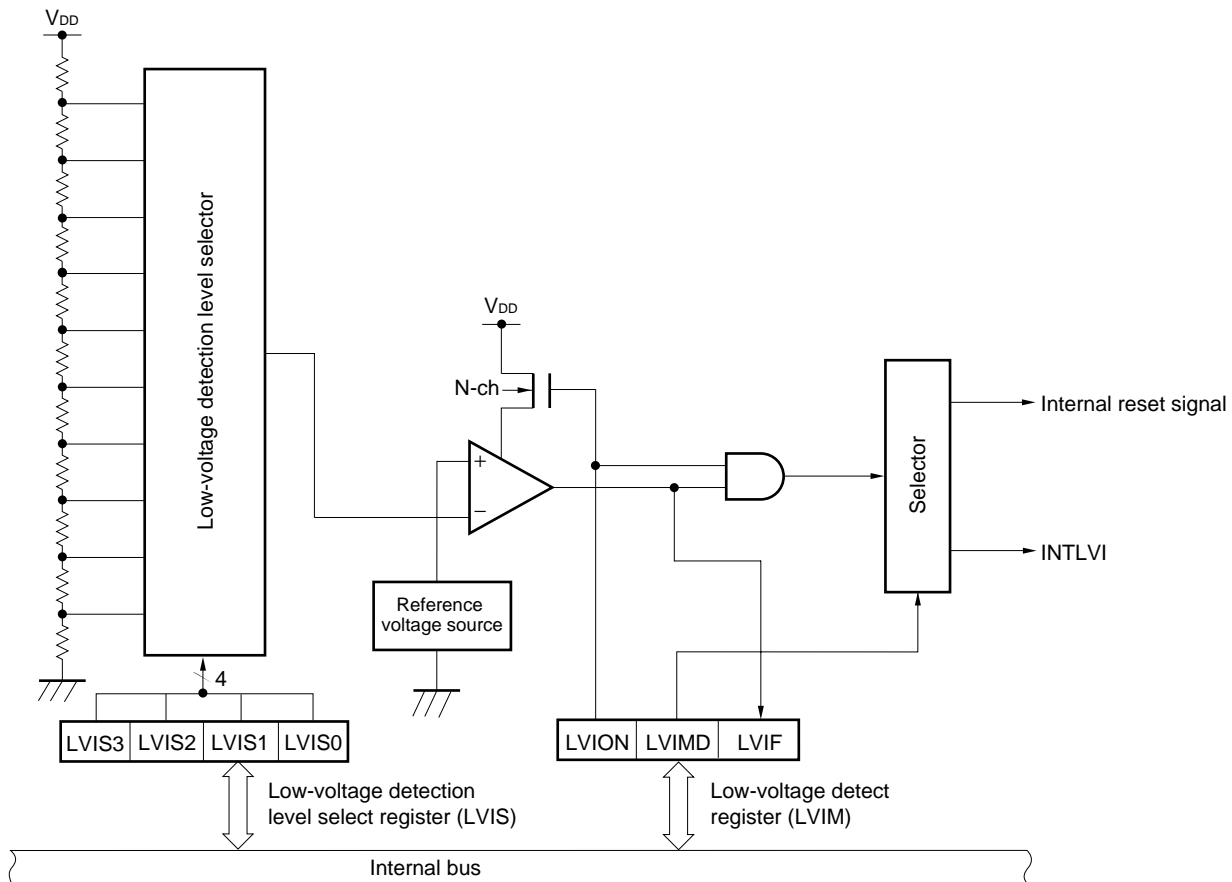 VDD
Low-voltage detection level selector
VDD
N-ch
+
−
Reference
voltage source
Selector
Internal reset signal
INTLVI
4
LVIS3 LVIS2 LVIS1 LVIS0
LVION LVIMD LVIF
Low-voltage detection
level select register (LVIS)
Low-voltage detect
register (LVIM)
Internal bus